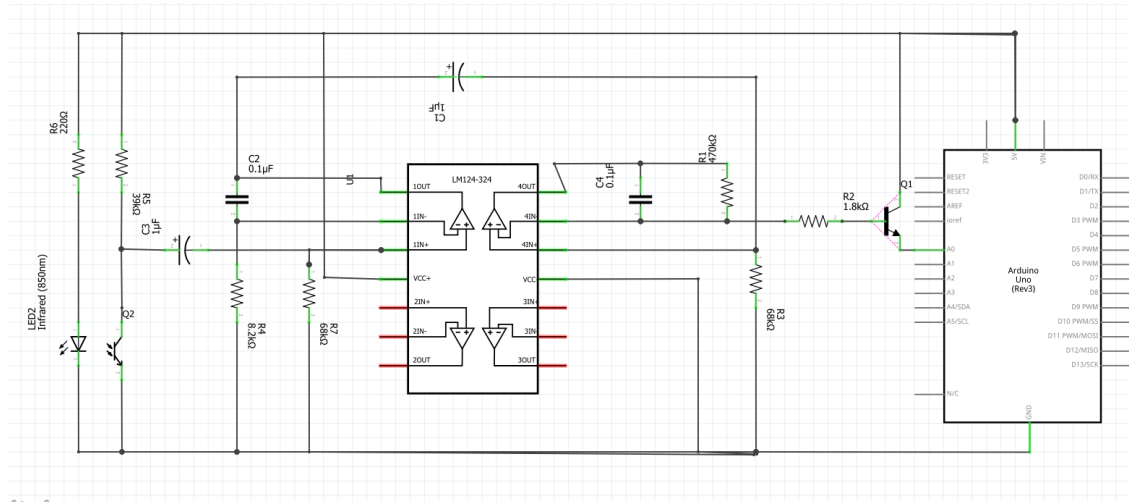 R6
220Ω
R5
39kΩ
C3
1µF
LED2
Infrared (850nm)
Q2
C2
0.1µF
R4
8.2kΩ
R7
68kΩ
+
C1
1µF
U1
LM124-324
1OUT
4OUT
1IN-
4IN-
1IN+
4IN+
VCC+
VCC-
2IN+
3IN+
2IN-
3IN-
2OUT
3OUT
C4
0.1µF
R1
470kΩ
R2
1.8kΩ
R3
68kΩ
Q1
3V3
5V
VIN
RESET
RESET2
AREF
ioref
A0
A1
A2
A3
A4/SDA
A5/SCL
N/C
GND
Arduino
Uno
(Rev3)
D0/RX
D1/TX
D2
D3 PWM
D4
D5 PWM
D6 PWM
D7
D8
D9 PWM
D10 PWM/SS
D11 PWM/MOSI
D12/MISO
D13/SCK